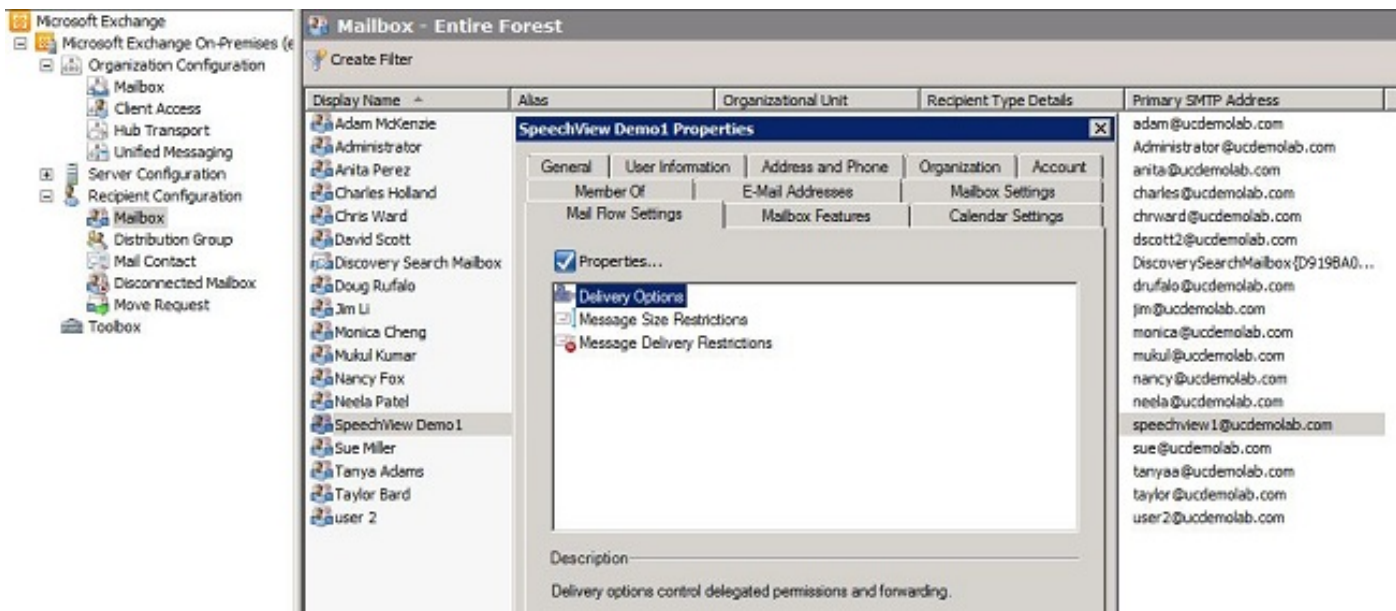 Microsoft Exchange
Microsoft Exchange On-Premises (e
Organization Configuration
Mailbox
Client Access
Hub Transport
Unified Messaging
Server Configuration
Recipient Configuration
Mailbox
Distribution Group
Mail Contact
Disconnected Mailbox
Move Request
Toolbox
Mailbox - Entire Forest
Create Filter
Display Name Alias Organizational Unit Recipient Type Details Primary SMTP Address
Adam McKenzie adam@ucdemolab.com
Administrator Administrator@ucdemolab.com
Anita Perez anita@ucdemolab.com
Charles Holland charles@ucdemolab.com
Chris Ward chrward@ucdemolab.com
David Scott dscott2@ucdemolab.com
Discovery Search Mailbox DiscoverySearchMailbox{D919BA0...
Doug Rufalo drufalo@ucdemolab.com
Jim Li jim@ucdemolab.com
Monica Cheng monica@ucdemolab.com
Mukul Kumar mukul@ucdemolab.com
Nancy Fox nancy@ucdemolab.com
Neela Patel neela@ucdemolab.com
SpeechView Demo1 speechview1@ucdemolab.com
Sue Miller sue@ucdemolab.com
Tanya Adams tanyaa@ucdemolab.com
Taylor Bard taylor@ucdemolab.com
user 2 user2@ucdemolab.com
SpeechView Demo1 Properties
General User Information Address and Phone Organization Account
Member Of E-Mail Addresses Mailbox Settings
Mail Flow Settings Mailbox Features Calendar Settings
Properties...
Delivery Options
Message Size Restrictions
Message Delivery Restrictions
Description
Delivery options control delegated permissions and forwarding.